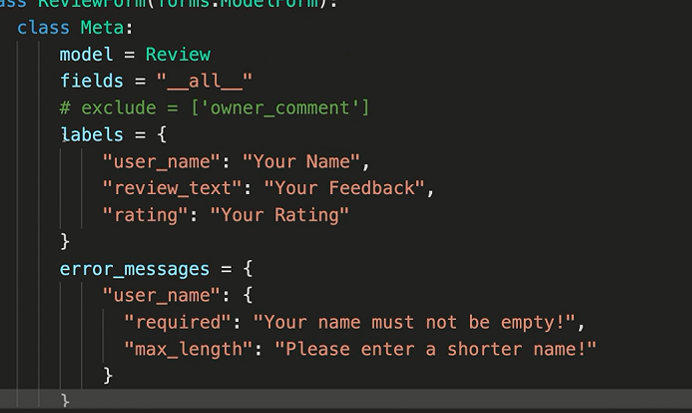 ass ReviewForm(forms.ModelForm):
class Meta:
model = Review
fields = "__all__"
# exclude = ['owner_comment']
labels = {
"user_name": "Your Name",
"review_text": "Your Feedback",
"rating": "Your Rating"
}
error_messages = {
"user_name": {
"required": "Your name must not be empty!",
"max_length": "Please enter a shorter name!"
}
}